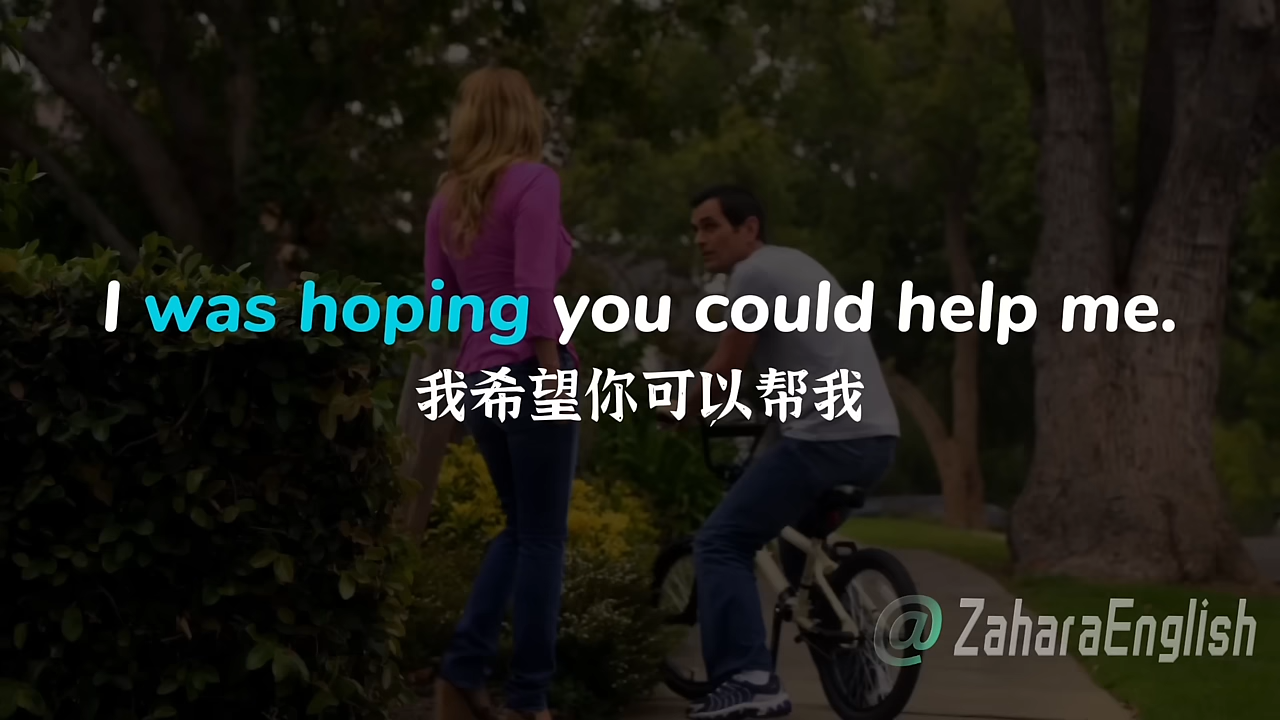 I was hoping you could help me.
我希望你可以帮我
@ZaharaEnglish